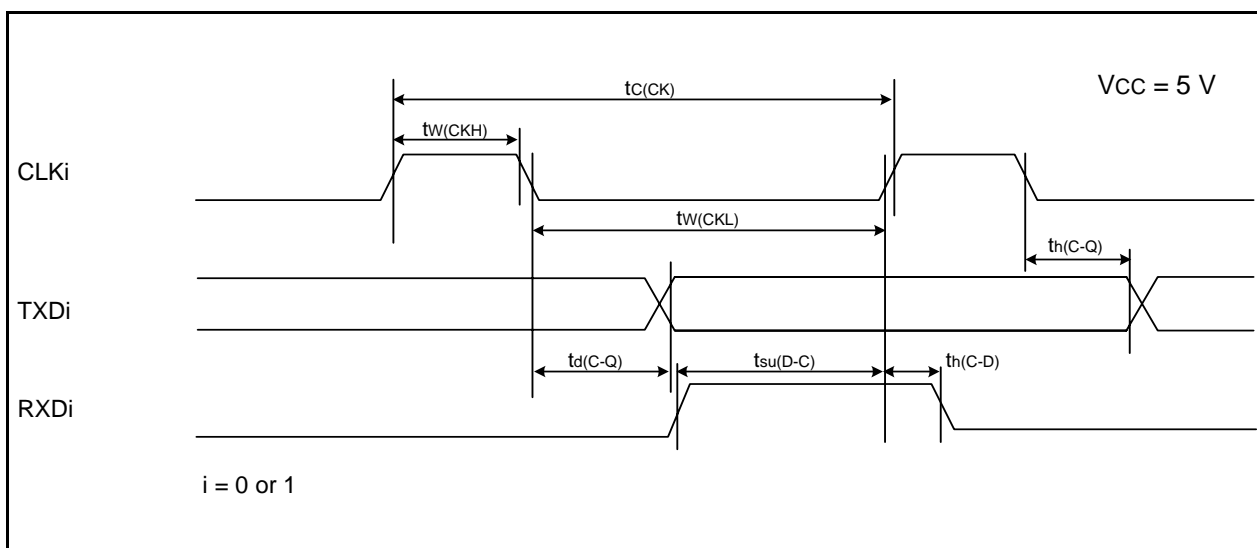 tC(CK)
VCC = 5 V
tW(CKH)
CLKi
tW(CKL)
th(C-Q)
TXDi
td(C-Q)
tsu(D-C)
th(C-D)
RXDi
i = 0 or 1